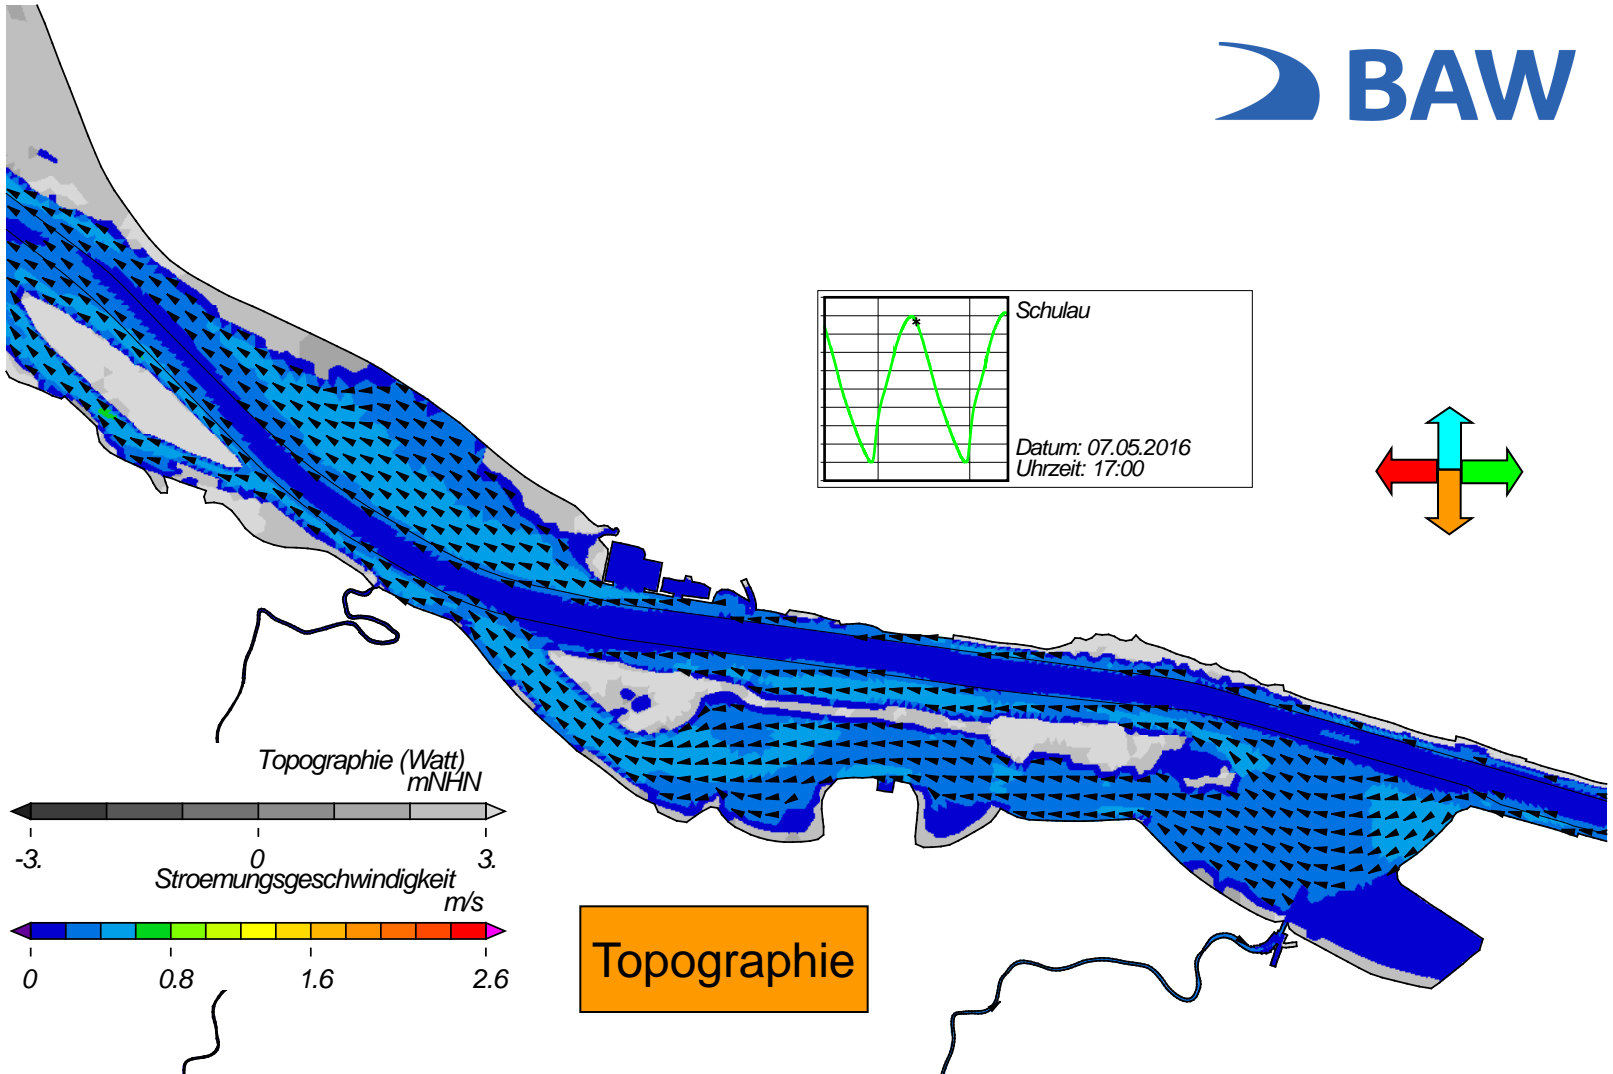 BAW
Schulau
Datum: 07.05.2016
Uhrzeit: 17:00
Topographie (Watt)
mNHN
-3. 0 3.
Stroemungsgeschwindigkeit
m/s
0 0.8 1.6 2.6
Topographie